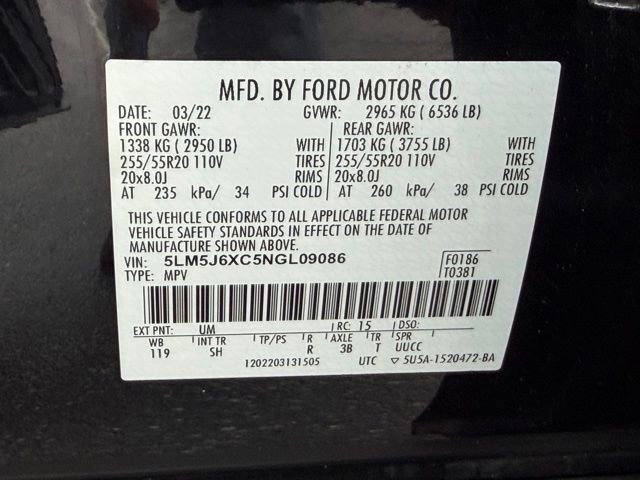 MFD. BY FORD MOTOR CO.
DATE: 03/22 GVWR: 2965 KG ( 6536 LB)
FRONT GAWR: REAR GAWR:
1338 KG ( 2950 LB) WITH 1703 KG ( 3755 LB) WITH
255/55R20 110V TIRES 255/55R20 110V TIRES
20x8.0J RIMS 20x8.0J RIMS
AT 235 kPa/ 34 PSI COLD AT 260 kPa/ 38 PSI COLD
THIS VEHICLE CONFORMS TO ALL APPLICABLE FEDERAL MOTOR
VEHICLE SAFETY STANDARDS IN EFFECT ON THE DATE OF
MANUFACTURE SHOWN ABOVE.
VIN: 5LM5J6XC5NGL09086 F0186
TYPE: MPV T0381
EXT PNT: UM RC: 15 DSO:
WB INT TR TP/PS R AXLE TR SPR
119 SH R 3B T UUCC
1202203131505 UTC 5U5A-1520472-BA